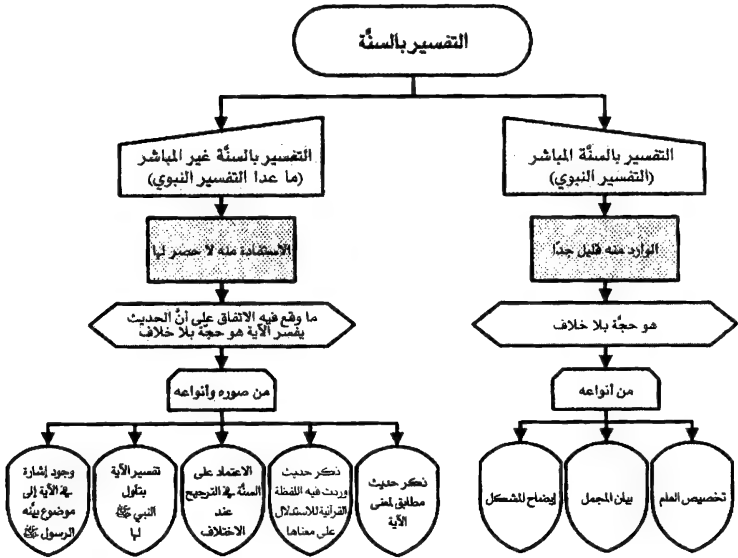 التفسير بالسنَّة
التفسير بالسنَّة المباشر
(التفسير النبوي)
الوارد منه قليل جدًا
هو حجَّة بلا خلاف
من أنواعه
تخصيص العام
بيان المجمل
إيضاح المشكل
التفسير بالسنَّة غير المباشر
(ما عدا التفسير النبوي)
الاستفادة منه لا حصر لها
ما وقع فيه الاتفاق على أنَّ الحديث
يفسر الآية هو حجَّة بلا خلاف
من صوره وأنواعه
ذكر حديث
مطابق لمعنى
الآية
ذكر حديث
وردت فيه اللفظة
القرآنية للاستدلال
على معناها
الاعتماد على
السنَّة في الترجيح
عند
الاختلاف
تفسير الآية
بتأول
النبي ﷺ
لها
وجود إشارة
في الآية إلى
موضوع بيَّنه
الرسول ﷺ